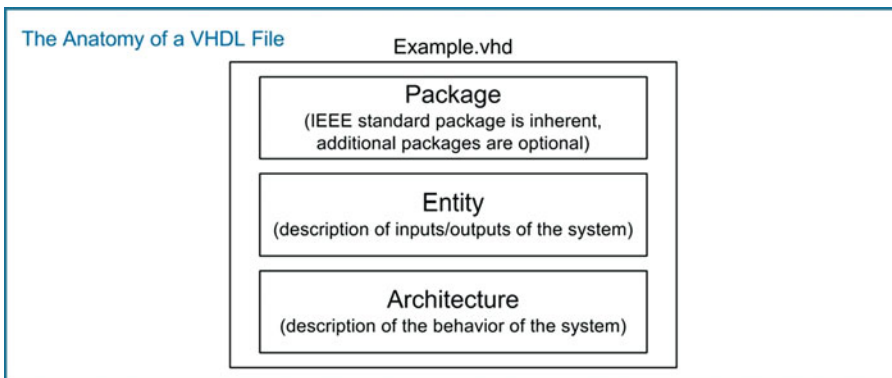 The Anatomy of a VHDL File
Example.vhd
Package
(IEEE standard package is inherent,
additional packages are optional)
Entity
(description of inputs/outputs of the system)
Architecture
(description of the behavior of the system)